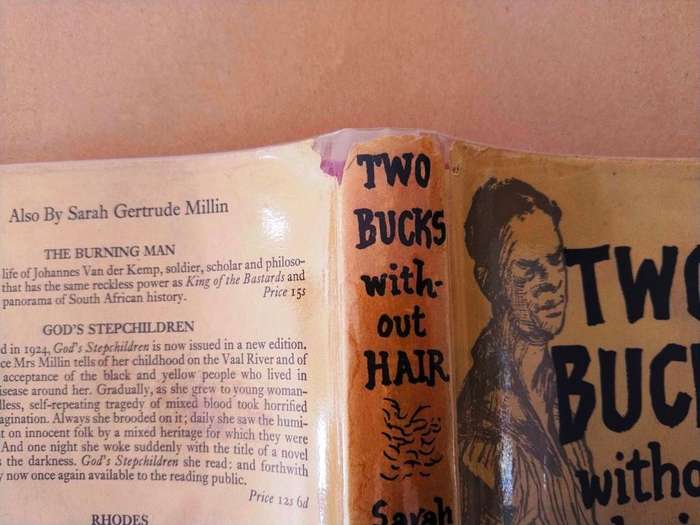 Also By Sarah Gertrude Millin
THE BURNING MAN
life of Johannes Van der Kemp, soldier, scholar and philoso-
that has the same reckless power as King of the Bastards and
panorama of South African history. Price 15s
GOD'S STEPCHILDREN
d in 1924, God's Stepchildren is now issued in a new edition.
ce Mrs Millin tells of her childhood on the Vaal River and of
acceptance of the black and yellow people who lived in
isease around her. Gradually, as she grew to young woman-
lless, self-repeating tragedy of mixed blood took horrified
agination. Always she brooded on it; daily she saw the humi-
t on innocent folk by a mixed heritage for which they were
And one night she woke suddenly with the title of a novel
s the darkness. God's Stepchildren she read: and forthwith
y now once again available to the reading public.
Price 12s 6d
RHODES
TWO
BUCKS
with-
out
HAIR
Sarah
TWO
BUC
witho